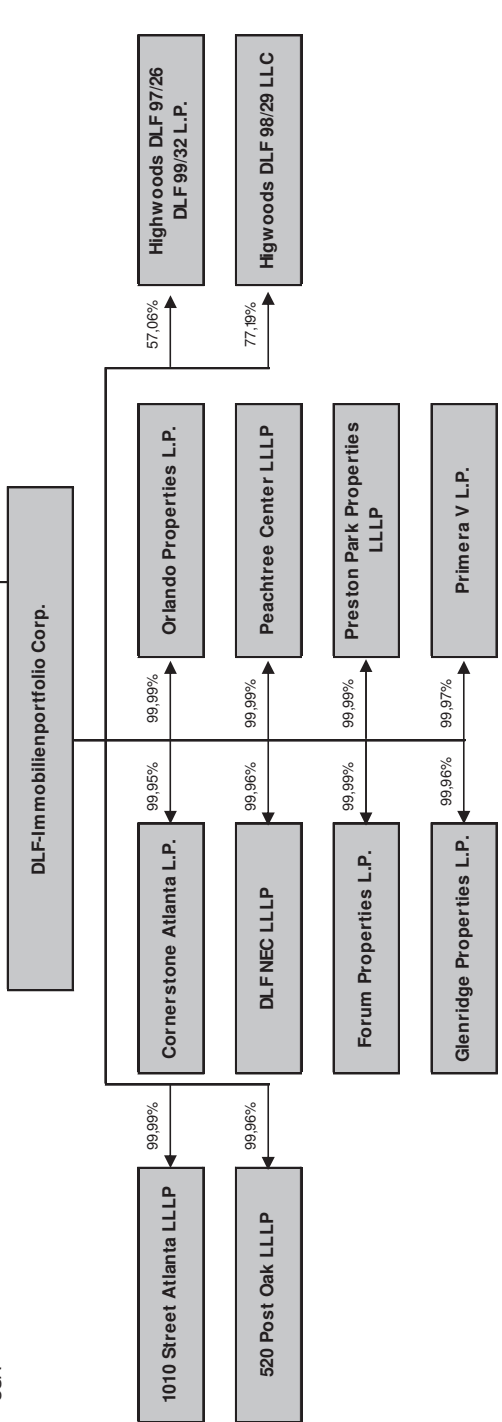 DLF-Immobilienportfolio Corp.
1010 Street Atlanta LLLP
99,99%
Cornerstone Atlanta L.P.
99,95%
99,99%
Orlando Properties L.P.
57,06%
Highwoods DLF 97/26
DLF 99/32 L.P.
520 Post Oak LLLP
99,96%
DLF NEC LLLP
99,96%
99,99%
Peachtree Center LLLP
77,19%
Higwoods DLF 98/29 LLC
Forum Properties L.P.
99,99%
99,99%
Preston Park Properties
LLLP
Glenridge Properties L.P.
99,96%
99,97%
Primera V L.P.